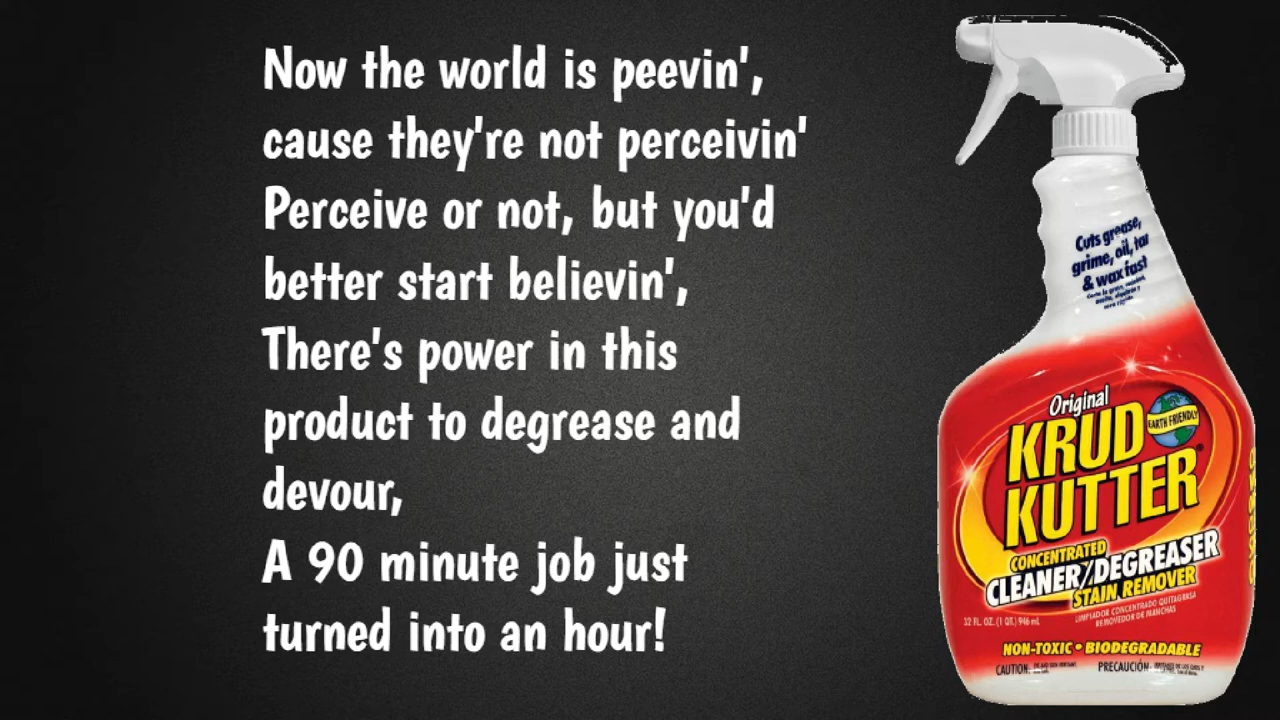 Now the world is peevin',
cause they're not perceivin'
Perceive or not, but you'd
better start believin',
There's power in this
product to degrease and
devour,
A 90 minute job just
turned into an hour!
Cuts grease,
grime, oil, tar
& wax fast
Original
EARTH FRIENDLY
KRUD
KUTTER
CONCENTRATED
CLEANER/DEGREASER
STAIN REMOVER
LIMPIADOR CONCENTRADO QUITAGRASA
REMOVEDOR DE MANCHAS
32 FL. OZ. (1 QT.) 946 mL
NON-TOXIC • BIODEGRADABLE
CAUTION:
PRECAUCIÓN: